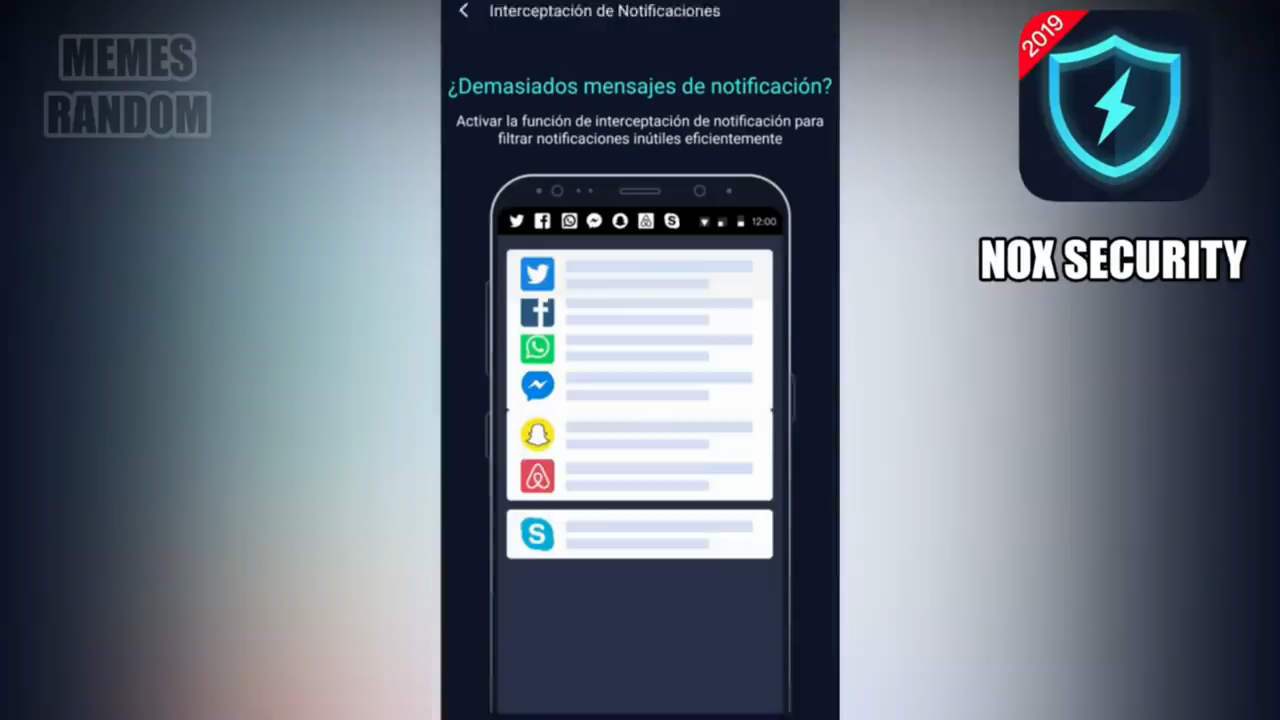 MEMES
RANDOM
Interceptación de Notificaciones
¿Demasiados mensajes de notificación?
Activar la función de interceptación de notificación para
filtrar notificaciones inútiles eficientemente
12:00
2019
NOX SECURITY